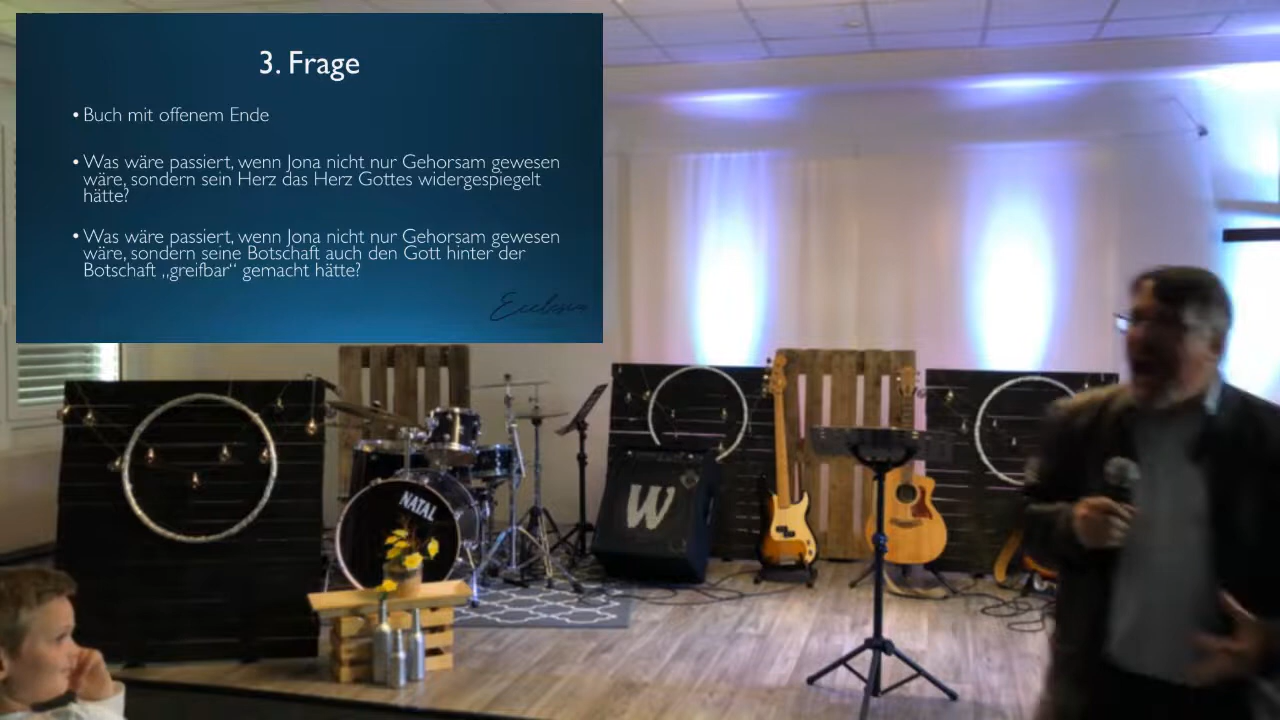 3. Frage
• Buch mit offenem Ende
• Was wäre passiert, wenn Jona nicht nur Gehorsam gewesen
wäre, sondern sein Herz das Herz Gottes widergespiegelt
hätte?
• Was wäre passiert, wenn Jona nicht nur Gehorsam gewesen
wäre, sondern seine Botschaft auch den Gott hinter der
Botschaft „greifbar“ gemacht hätte?
Ecclesia
NATAL
W